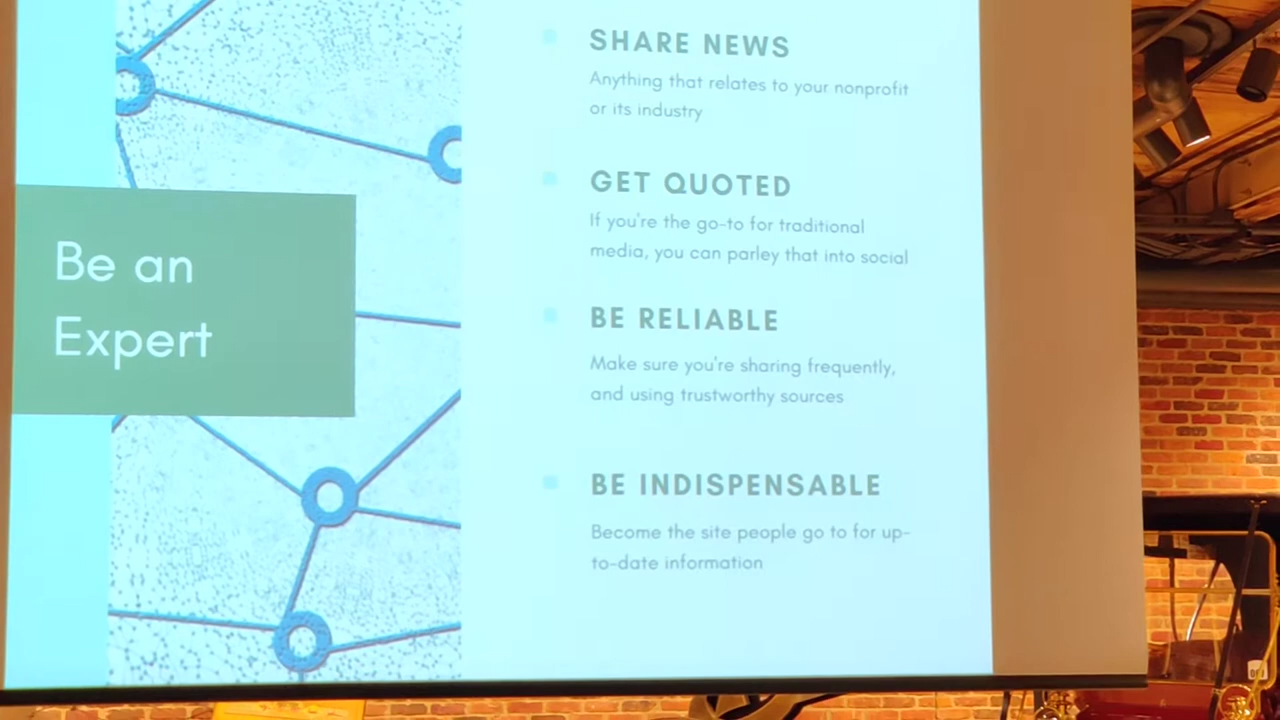 Be an
Expert
SHARE NEWS
Anything that relates to your nonprofit
or its industry
GET QUOTED
If you're the go-to for traditional
media, you can parley that into social
BE RELIABLE
Make sure you're sharing frequently,
and using trustworthy sources
BE INDISPENSABLE
Become the site people go to for up-
to-date information